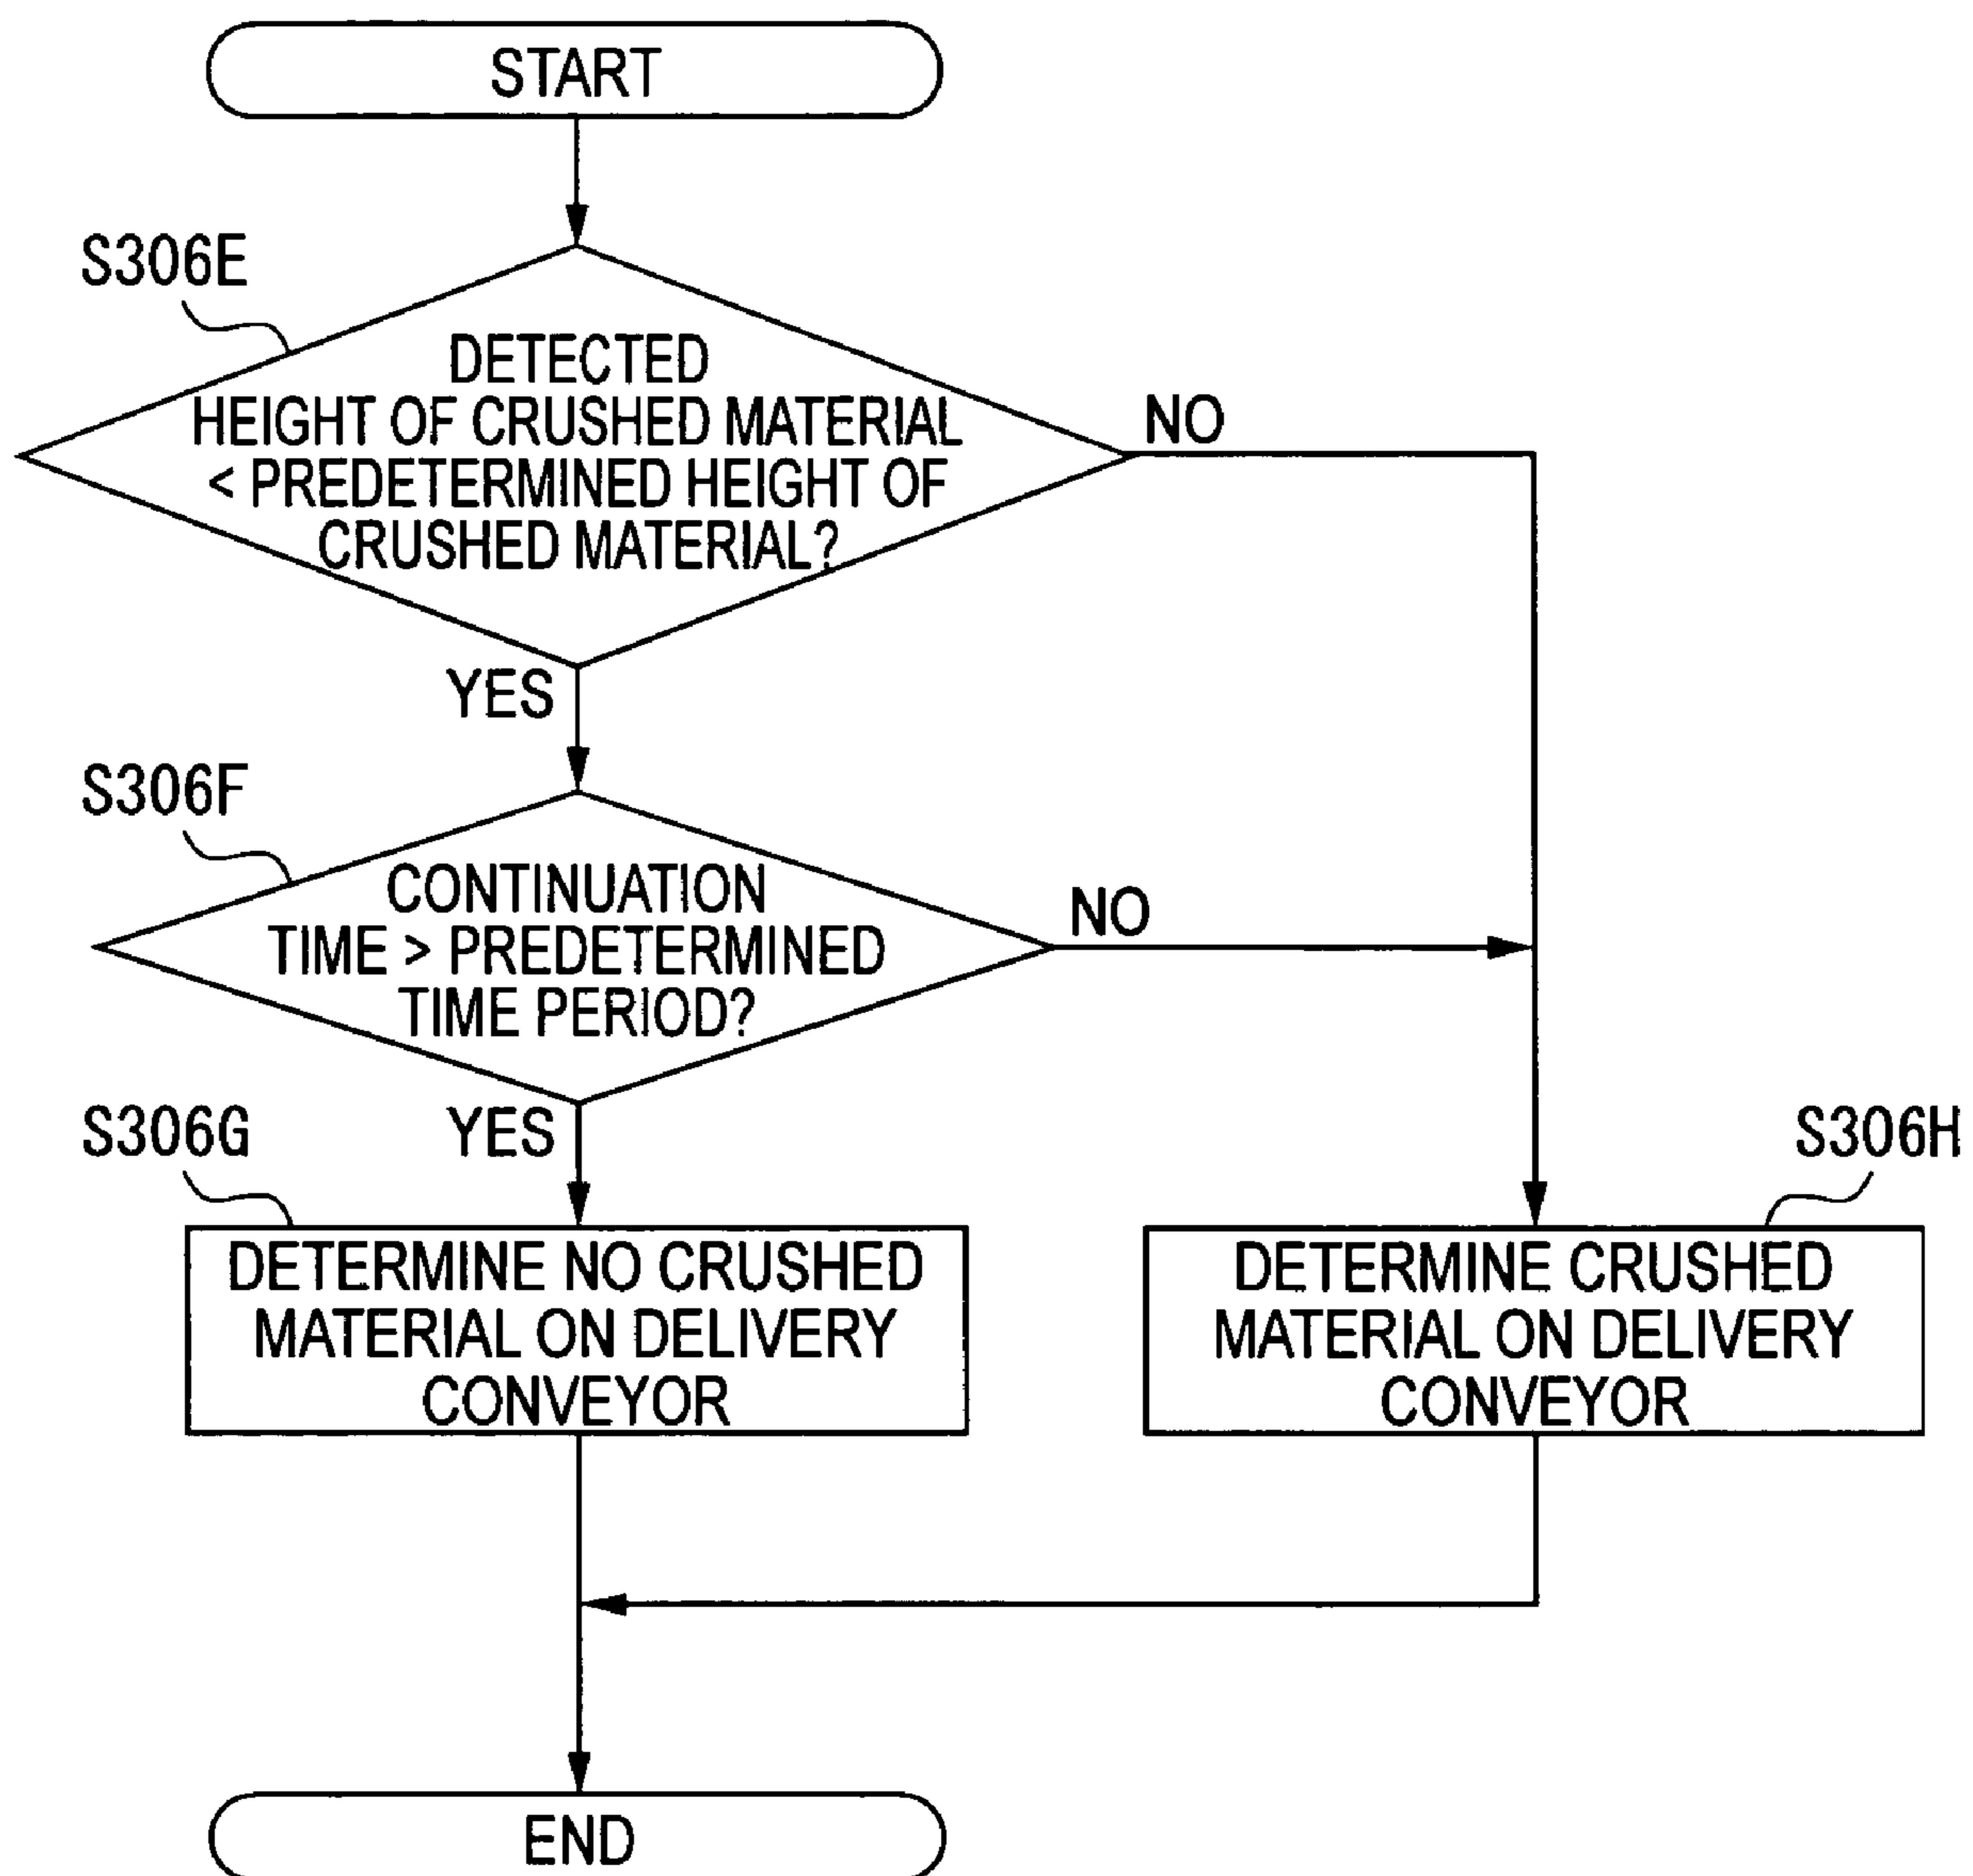 START
S306E
DETECTED
HEIGHT OF CRUSHED MATERIAL
< PREDETERMINED HEIGHT OF
CRUSHED MATERIAL?
NO
YES
S306F
CONTINUATION
TIME > PREDETERMINED
TIME PERIOD?
NO
YES
S306G
DETERMINE NO CRUSHED
MATERIAL ON DELIVERY
CONVEYOR
S306H
DETERMINE CRUSHED
MATERIAL ON DELIVERY
CONVEYOR
END